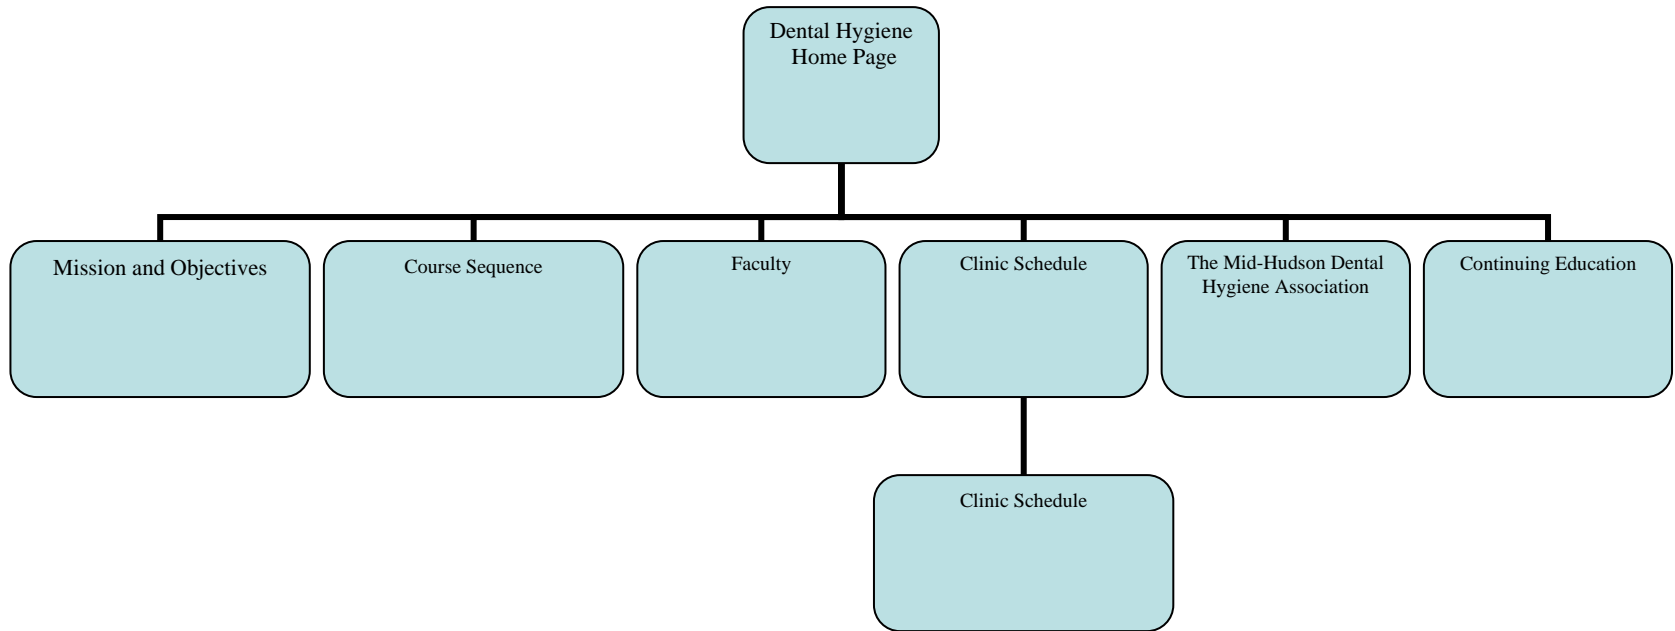 Dental Hygiene
Home Page
Mission and Objectives
Course Sequence
Faculty
Clinic Schedule
The Mid-Hudson Dental
Hygiene Association
Continuing Education
Clinic Schedule